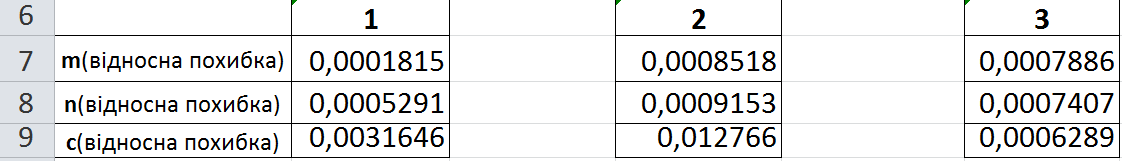 6 1 2 3
7 m(відносна похибка) 0,0001815 0,0008518 0,0007886
8 n(відносна похибка) 0,0005291 0,0009153 0,0007407
9 c(відносна похибка) 0,0031646 0,012766 0,0006289